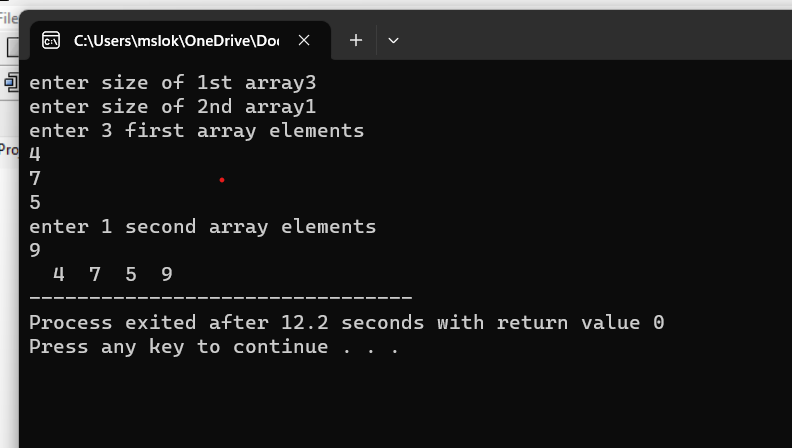 File
C:\Users\mslok\OneDrive\Doc
enter size of 1st array3
enter size of 2nd array1
enter 3 first array elements
4
7
5
enter 1 second array elements
9
4 7 5 9
--------------------------------
Process exited after 12.2 seconds with return value 0
Press any key to continue . . .